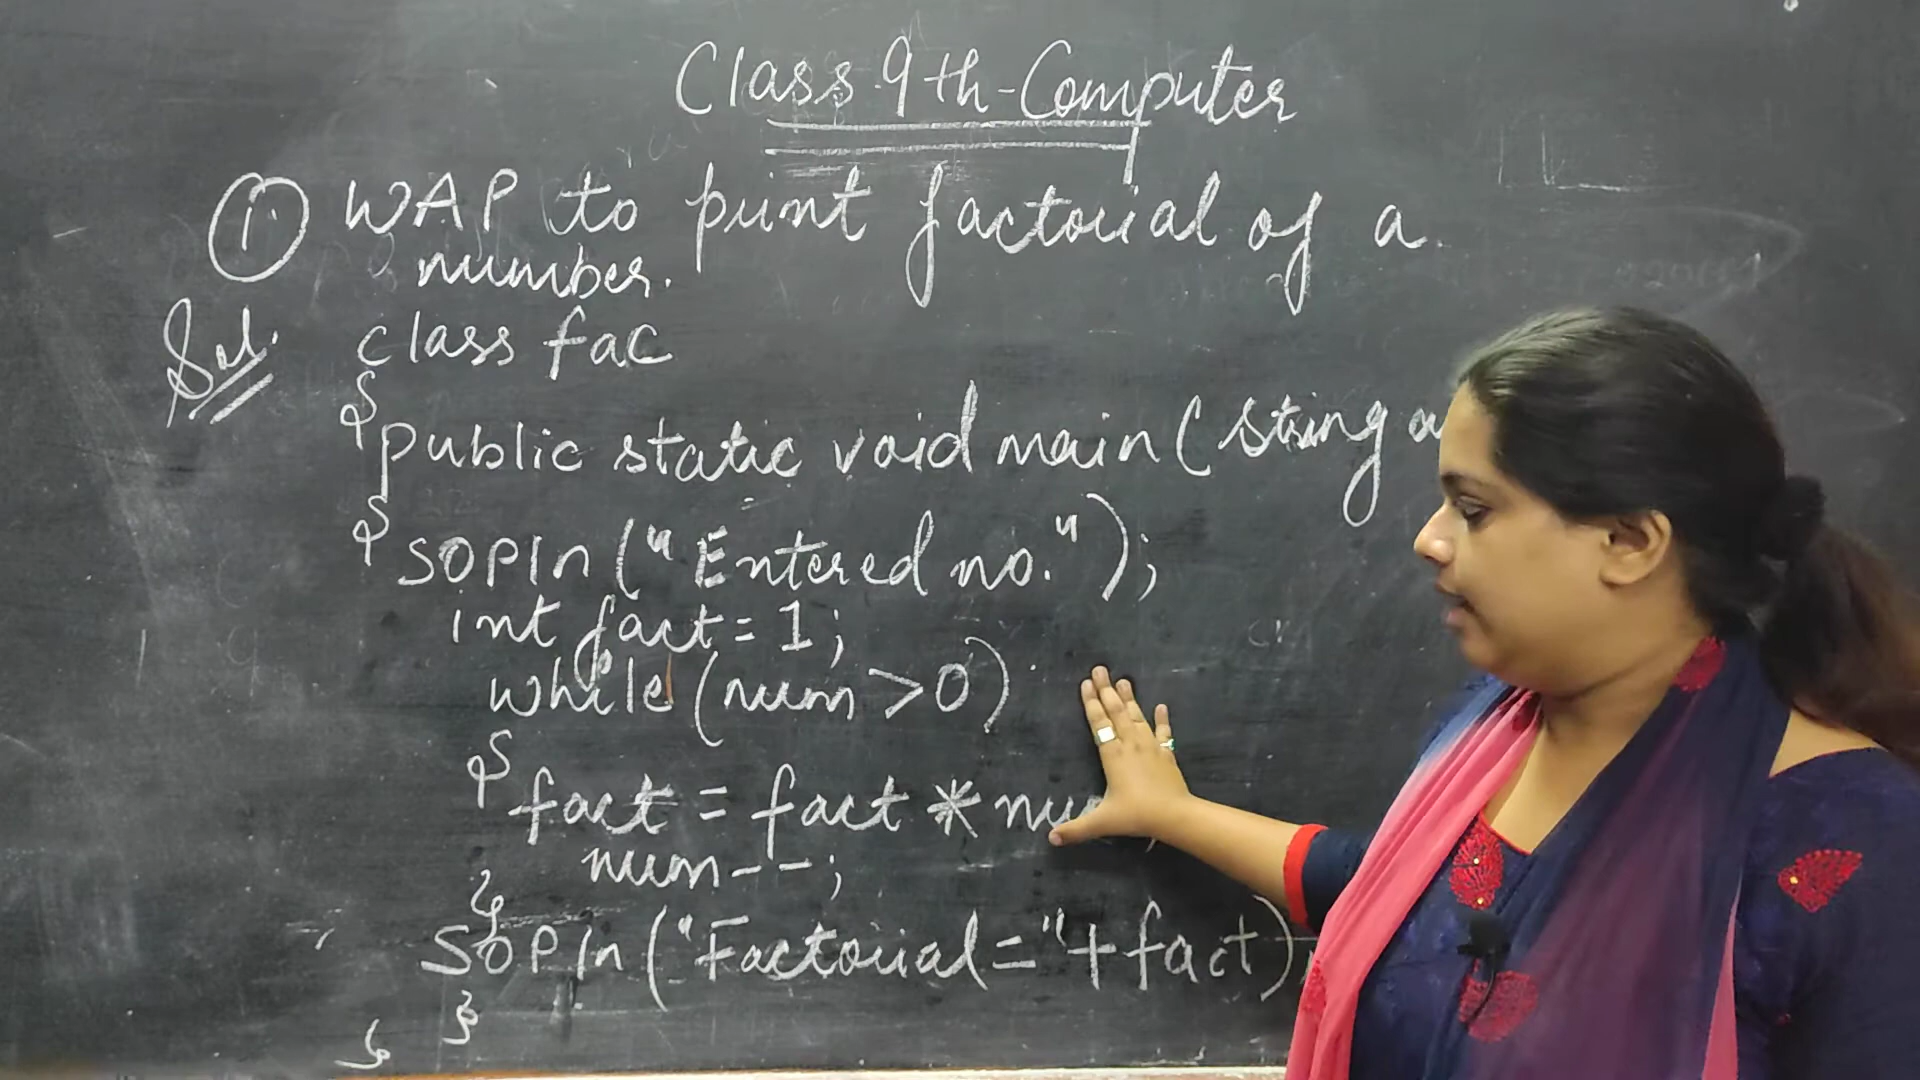 Class 9th-Computer
1. WAP to print factorial of a
number.
Sol.
class fac
{
public static void main( string
{
SOPln ("Entered no.");
int fact = 1;
while (num > 0)
{
fact = fact *
num--;
}
SOPln ("Factorial = "+fact)
}
}